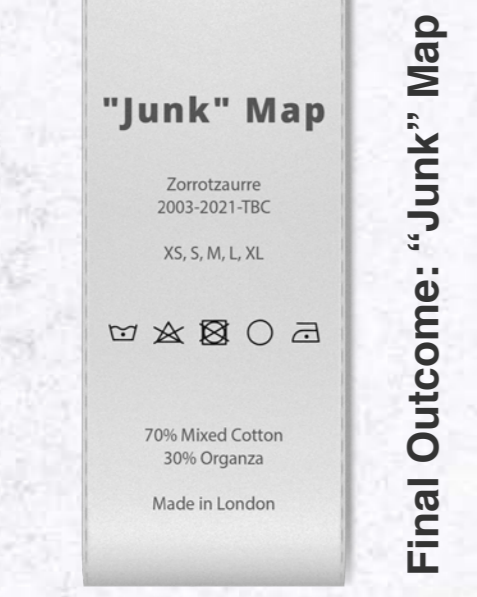 "Junk" Map
Zorrotzaurre
2003-2021-TBC
XS, S, M, L, XL
70% Mixed Cotton
30% Organza
Made in London
Final Outcome: “Junk” Map